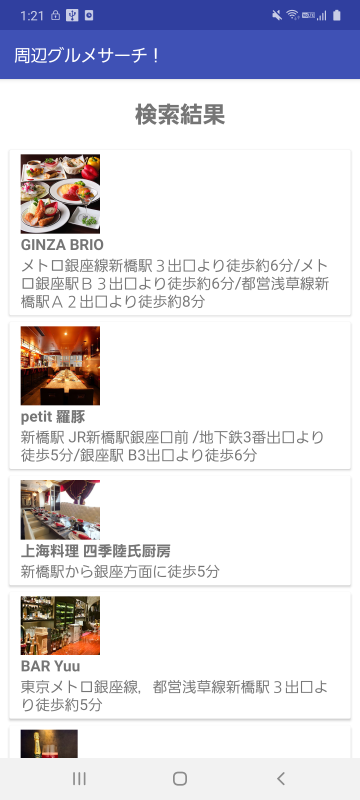 1:21
周辺グルメサーチ！
検索結果
GINZA BRIO
メトロ銀座線新橋駅３出口より徒歩約6分/メト
ロ銀座駅Ｂ３出口より徒歩約6分/都営浅草線新
橋駅Ａ２出口より徒歩約8分
petit 羅豚
新橋駅 JR新橋駅銀座口前 /地下鉄3番出口より
徒歩5分/銀座駅 B3出口より徒歩6分
上海料理 四季陸氏厨房
新橋駅から銀座方面に徒歩5分
BAR Yuu
東京メトロ銀座線，都営浅草線新橋駅３出口よ
り徒歩約5分